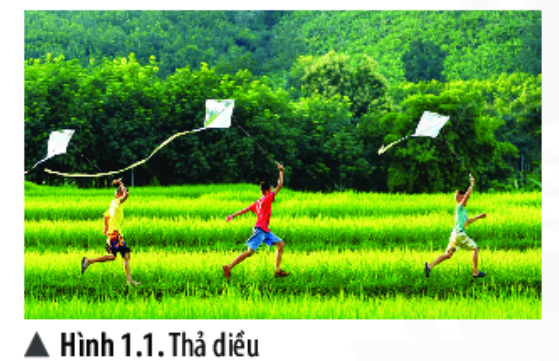 ▲ Hình 1.1. Thả diều